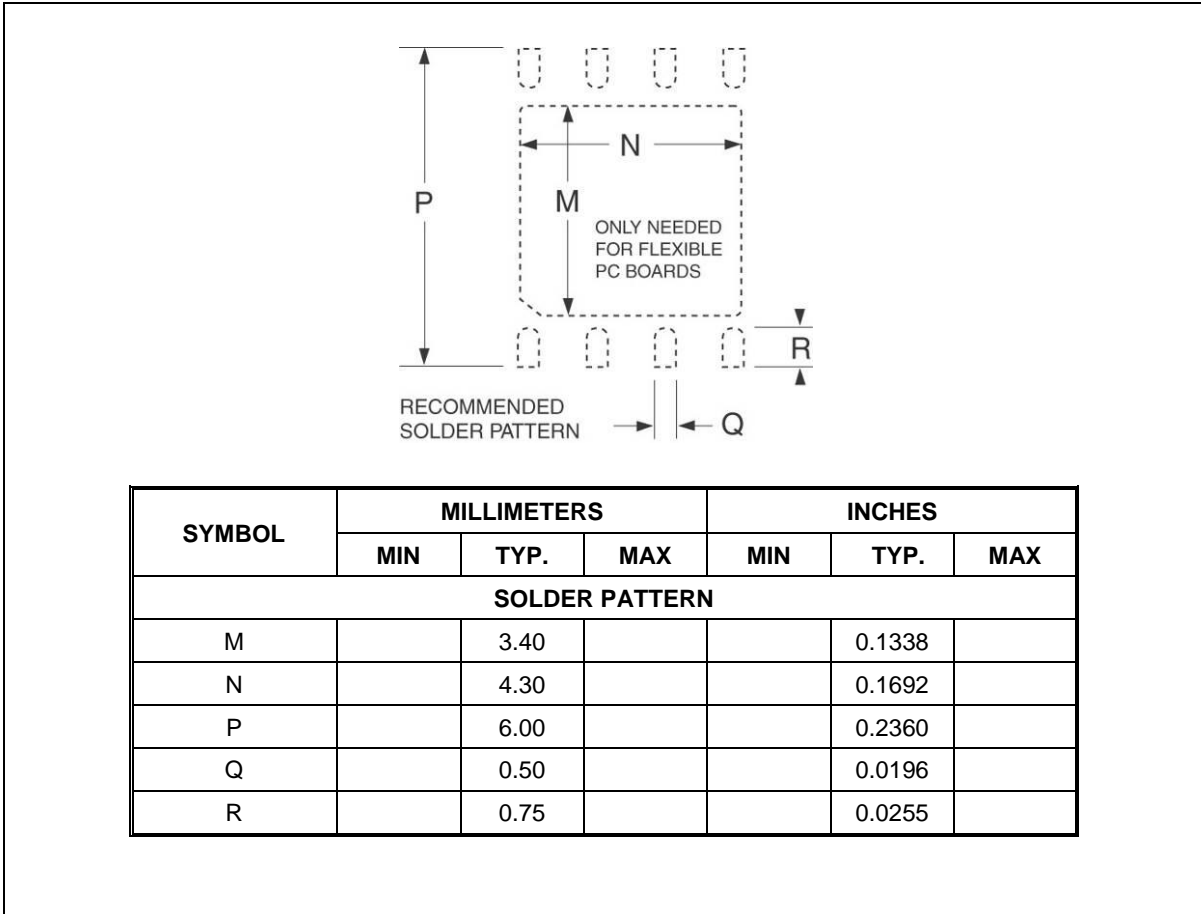 N
P
M
ONLY NEEDED
FOR FLEXIBLE
PC BOARDS
R
RECOMMENDED
SOLDER PATTERN
Q
SYMBOL MILLIMETERS INCHES
MIN TYP. MAX MIN TYP. MAX
SOLDER PATTERN
M 3.40 0.1338
N 4.30 0.1692
P 6.00 0.2360
Q 0.50 0.0196
R 0.75 0.0255